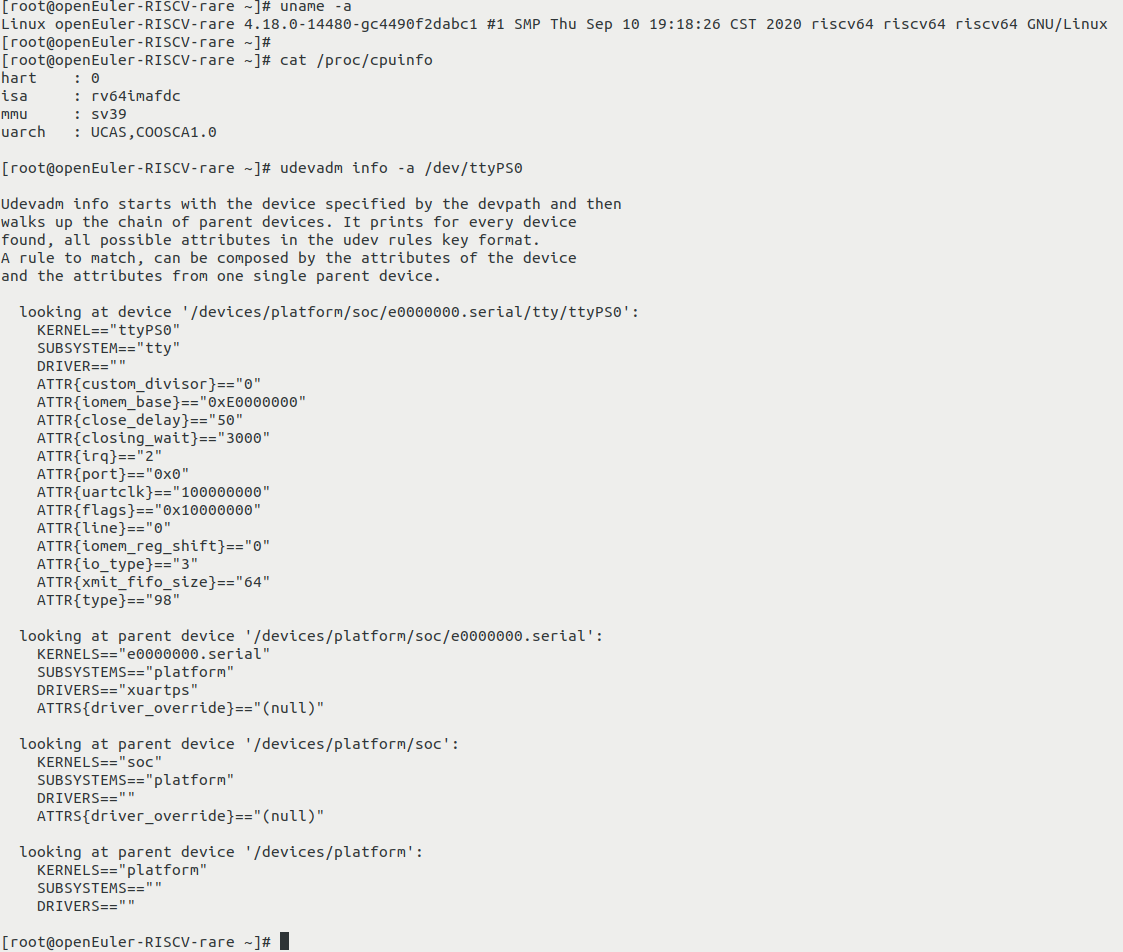 [root@openEuler-RISCV-rare ~]# uname -a
Linux openEuler-RISCV-rare 4.18.0-14480-gc4490f2dabc1 #1 SMP Thu Sep 10 19:18:26 CST 2020 riscv64 riscv64 riscv64 GNU/Linux
[root@openEuler-RISCV-rare ~]#
[root@openEuler-RISCV-rare ~]# cat /proc/cpuinfo
hart    : 0
isa     : rv64imafdc
mmu     : sv39
uarch   : UCAS,COOSCA1.0

[root@openEuler-RISCV-rare ~]# udevadm info -a /dev/ttyPS0

Udevadm info starts with the device specified by the devpath and then
walks up the chain of parent devices. It prints for every device
found, all possible attributes in the udev rules key format.
A rule to match, can be composed by the attributes of the device
and the attributes from one single parent device.

  looking at device '/devices/platform/soc/e0000000.serial/tty/ttyPS0':
    KERNEL=="ttyPS0"
    SUBSYSTEM=="tty"
    DRIVER==""
    ATTR{custom_divisor}=="0"
    ATTR{iomem_base}=="0xE0000000"
    ATTR{close_delay}=="50"
    ATTR{closing_wait}=="3000"
    ATTR{irq}=="2"
    ATTR{port}=="0x0"
    ATTR{uartclk}=="100000000"
    ATTR{flags}=="0x10000000"
    ATTR{line}=="0"
    ATTR{iomem_reg_shift}=="0"
    ATTR{io_type}=="3"
    ATTR{xmit_fifo_size}=="64"
    ATTR{type}=="98"

  looking at parent device '/devices/platform/soc/e0000000.serial':
    KERNELS=="e0000000.serial"
    SUBSYSTEMS=="platform"
    DRIVERS=="xuartps"
    ATTRS{driver_override}=="(null)"

  looking at parent device '/devices/platform/soc':
    KERNELS=="soc"
    SUBSYSTEMS=="platform"
    DRIVERS==""
    ATTRS{driver_override}=="(null)"

  looking at parent device '/devices/platform':
    KERNELS=="platform"
    SUBSYSTEMS==""
    DRIVERS==""

[root@openEuler-RISCV-rare ~]#